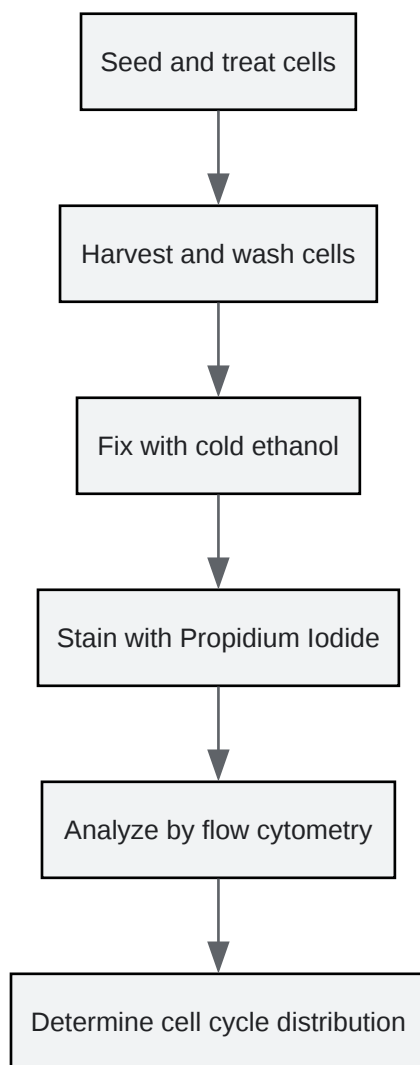 Seed and treat cells
Harvest and wash cells
Fix with cold ethanol
Stain with Propidium Iodide
Analyze by flow cytometry
Determine cell cycle distribution